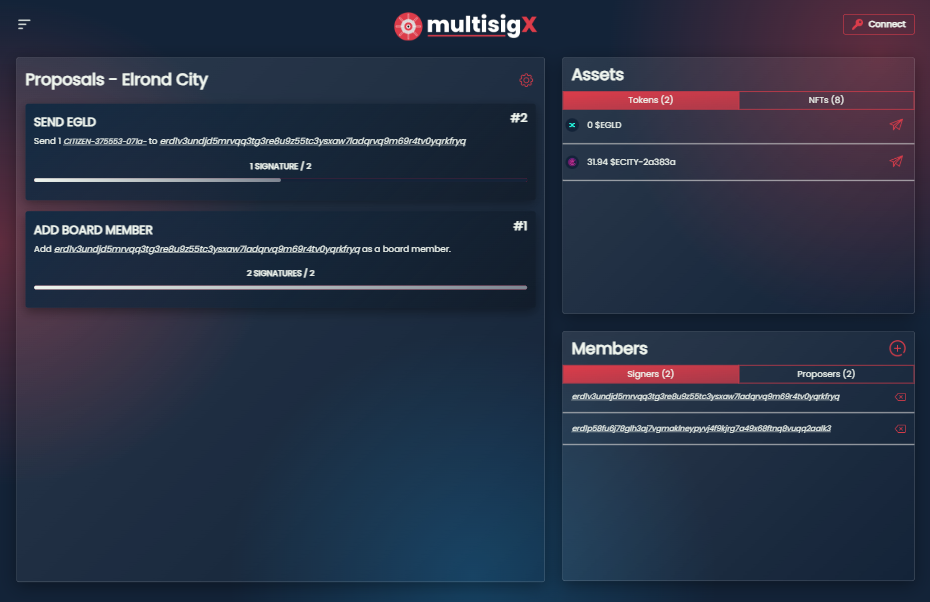 multisigX
Connect
Proposals - Elrond City
SEND EGLD
#2
Send 1 CITIZEN-375553-071a- to erd1v3undjd5mrvqq3tg3re8u9z55tc3ysxaw7ladqrvq9m69r4tv0yqrkfryq
1 SIGNATURE / 2
ADD BOARD MEMBER
#1
Add erd1v3undjd5mrvqq3tg3re8u9z55tc3ysxaw7ladqrvq9m69r4tv0yqrkfryq as a board member.
2 SIGNATURES / 2
Assets
Tokens (2)
NFTs (8)
0 $EGLD
31.94 $ECITY-2a383a
Members
Signers (2)
Proposers (2)
erd1v3undjd5mrvqq3tg3re8u9z55tc3ysxaw7ladqrvq9m69r4tv0yqrkfryq